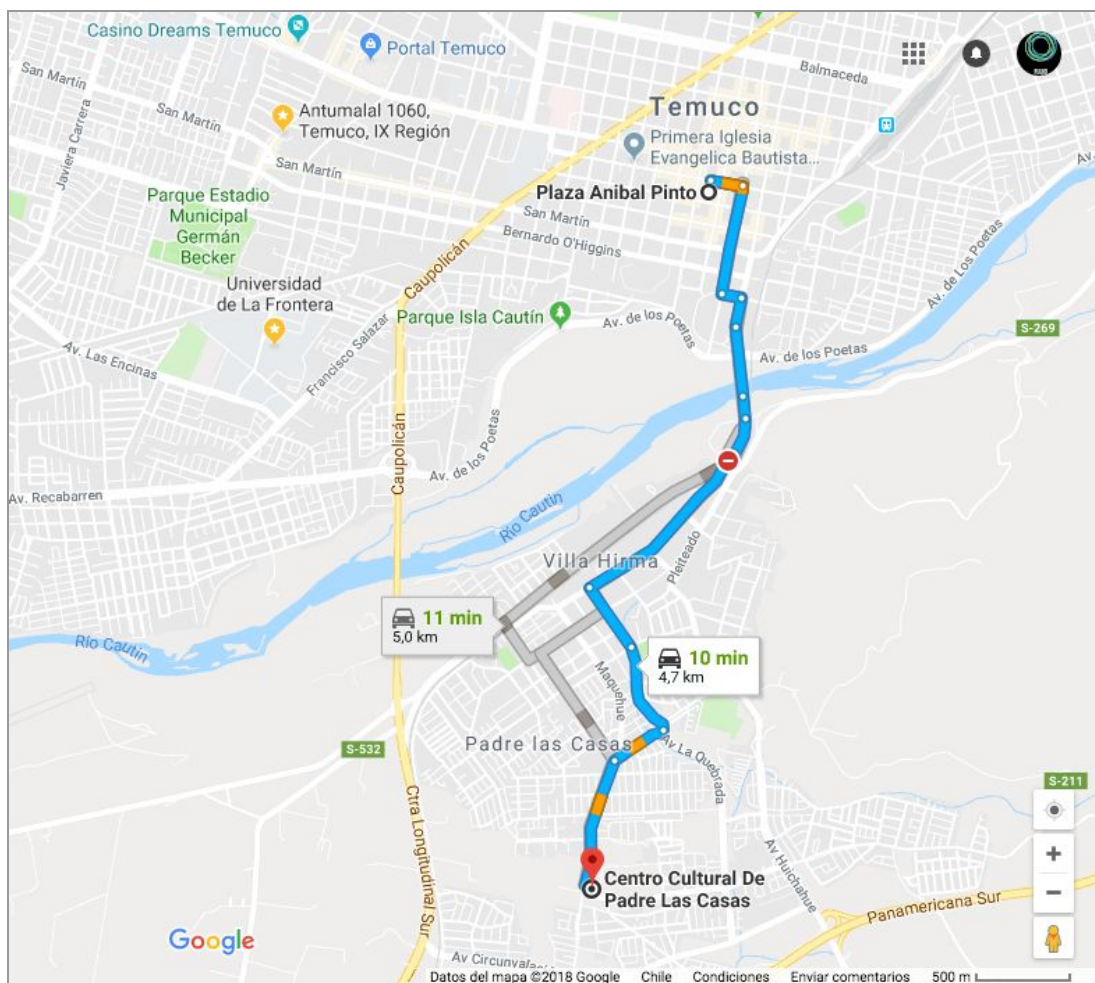 Casino Dreams Temuco
Portal Temuco
Balmaceda
San Martín
Temuco
Antumalal 1060,
Temuco, IX Región
San Martín
Javiera Carrera
Primera Iglesia
Evangelica Bautista...
San Martín
Plaza Anibal Pinto
Parque Estadio
Municipal
Germán
Becker
San Martín
Bernardo O'Higgins
Caupolicán
Av. de Los Poetas
Universidad
de La Frontera
Parque Isla Cautín
Av. de los Poetas
S-269
Francisco Salazar
Av. Las Encinas
Av. de los Poetas
Caupolicán
Av. de los Poetas
Av. Recabarren
Río Cautín
Villa Hirma
Pleiteado
11 min
5,0 km
Río Cautín
10 min
4,7 km
Maquehue
Padre las Casas
Av La Quebrada
S-532
S-211
Ctra Longitudinal Sur
Av Huichahue
Centro Cultural De
Padre Las Casas
Panamericana Sur
Google
Av Circunvalaci
Datos del mapa ©2018 Google Chile Condiciones Enviar comentarios 500 m